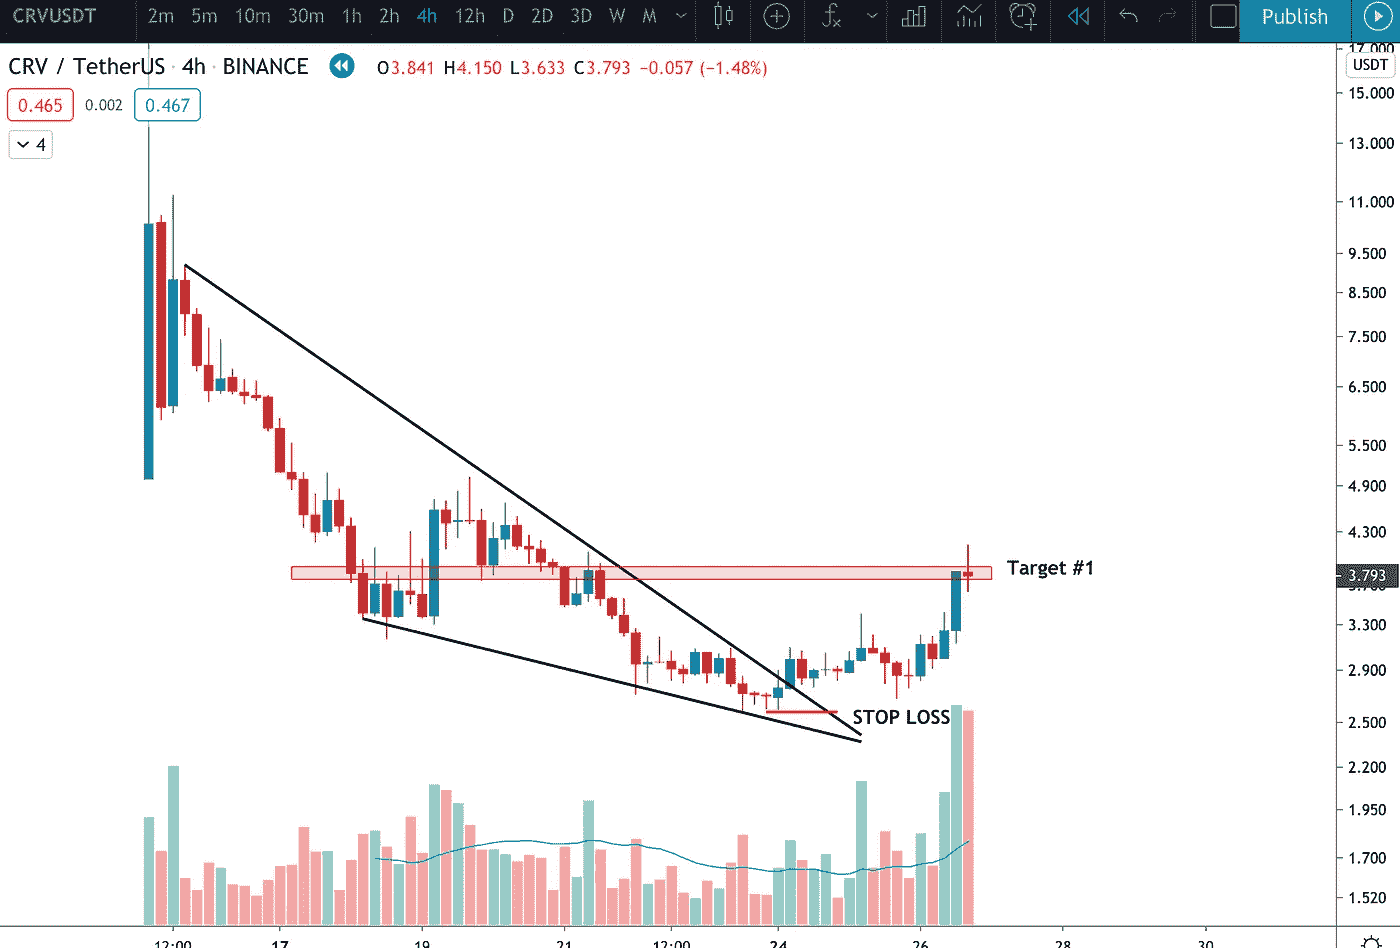 CRVUSDT 2m 5m 10m 30m 1h 2h 4h 12h D 2D 3D W M fx Publish
CRV / TetherUS · 4h · BINANCE O3.841 H4.150 L3.633 C3.793 −0.057 (−1.48%)
0.465 0.002 0.467
4
17.000
USDT
15.000
13.000
11.000
9.500
8.500
7.500
6.500
5.500
4.900
4.300
Target #1
3.793
3.300
2.900
STOP LOSS
2.500
2.200
1.950
1.700
1.520
12:00 17 19 21 12:00 24 26 28 30